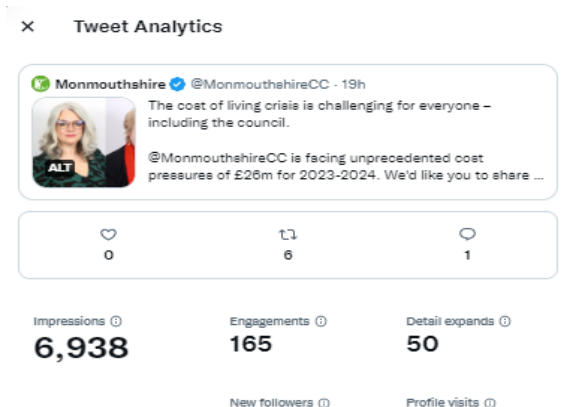 × Tweet Analytics
Monmouthshire @MonmouthshireCC · 19h
The cost of living crisis is challenging for everyone –
including the council.
@MonmouthshireCC is facing unprecedented cost
pressures of £26m for 2023-2024. We'd like you to share ...
ALT
0 6 1
Impressions Engagements Detail expands
6,938 165 50
New followers Profile visits